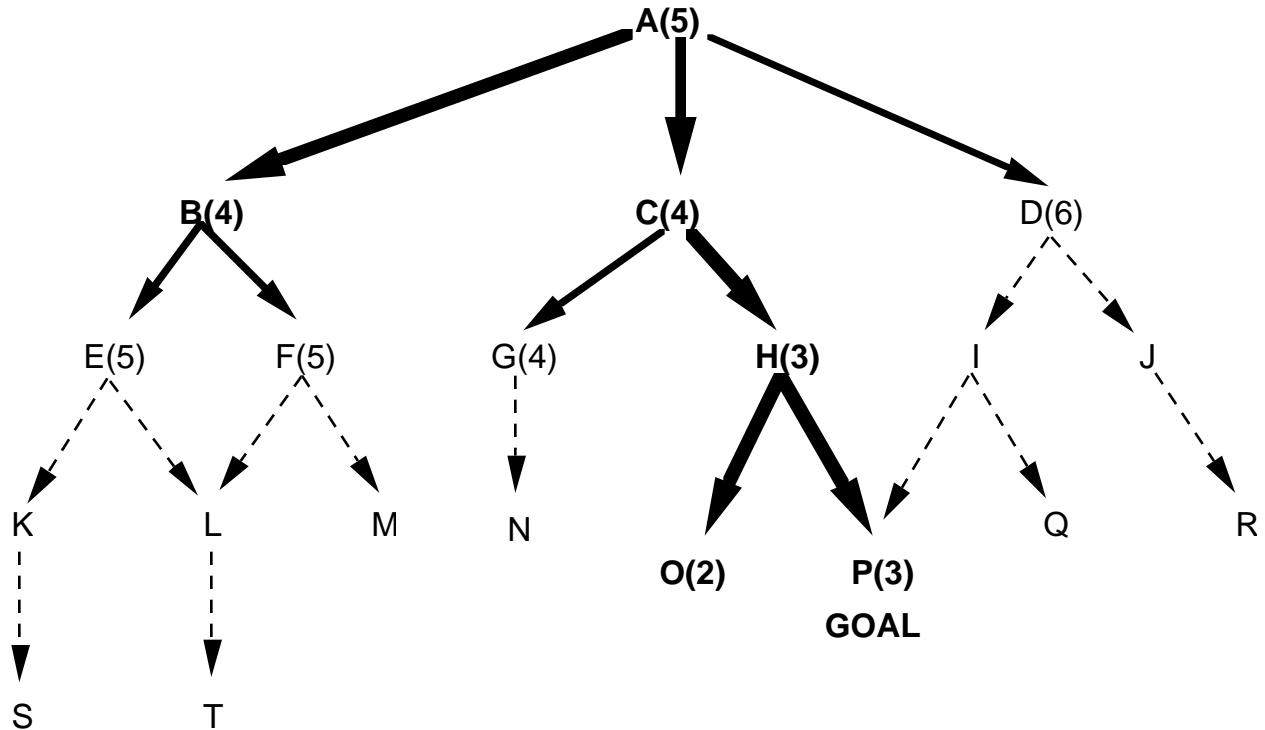 A(5)
B(4) C(4) D(6)
E(5) F(5) G(4) H(3) I J
K L M N Q R
O(2) P(3)
GOAL
S T